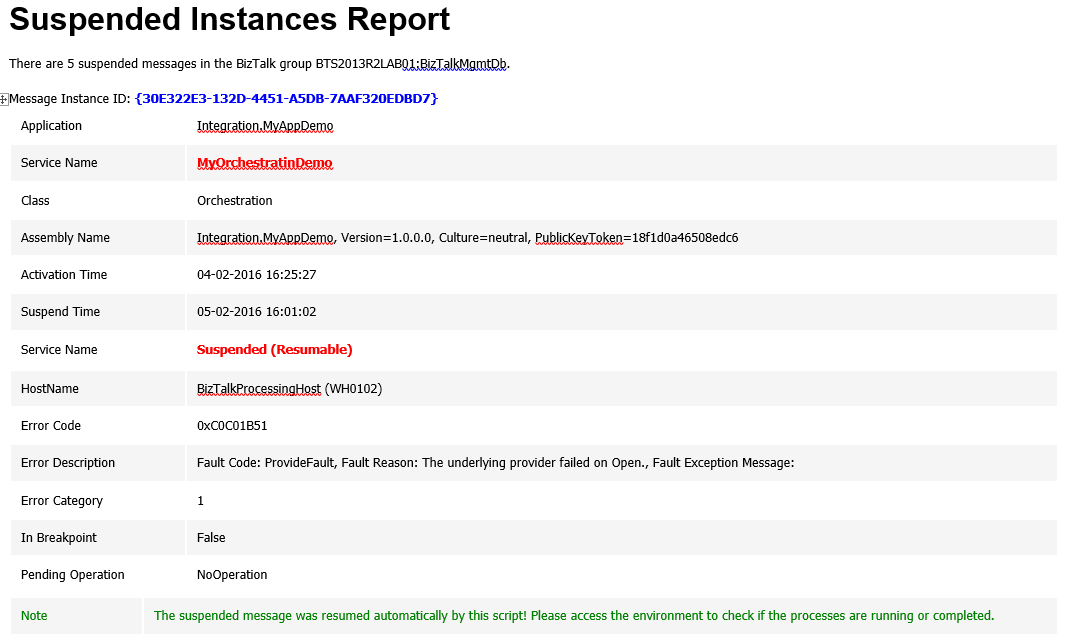 Suspended Instances Report
There are 5 suspended messages in the BizTalk group BTS2013R2LAB01:BizTalkMgmtDb.
Message Instance ID: {30E322E3-132D-4451-A5DB-7AAF320EDBD7}
Application Integration.MyAppDemo
Service Name MyOrchestratinDemo
Class Orchestration
Assembly Name Integration.MyAppDemo, Version=1.0.0.0, Culture=neutral, PublicKeyToken=18f1d0a46508edc6
Activation Time 04-02-2016 16:25:27
Suspend Time 05-02-2016 16:01:02
Service Name Suspended (Resumable)
HostName BizTalkProcessingHost (WH0102)
Error Code 0xC0C01B51
Error Description Fault Code: ProvideFault, Fault Reason: The underlying provider failed on Open., Fault Exception Message:
Error Category 1
In Breakpoint False
Pending Operation NoOperation
Note The suspended message was resumed automatically by this script! Please access the environment to check if the processes are running or completed.